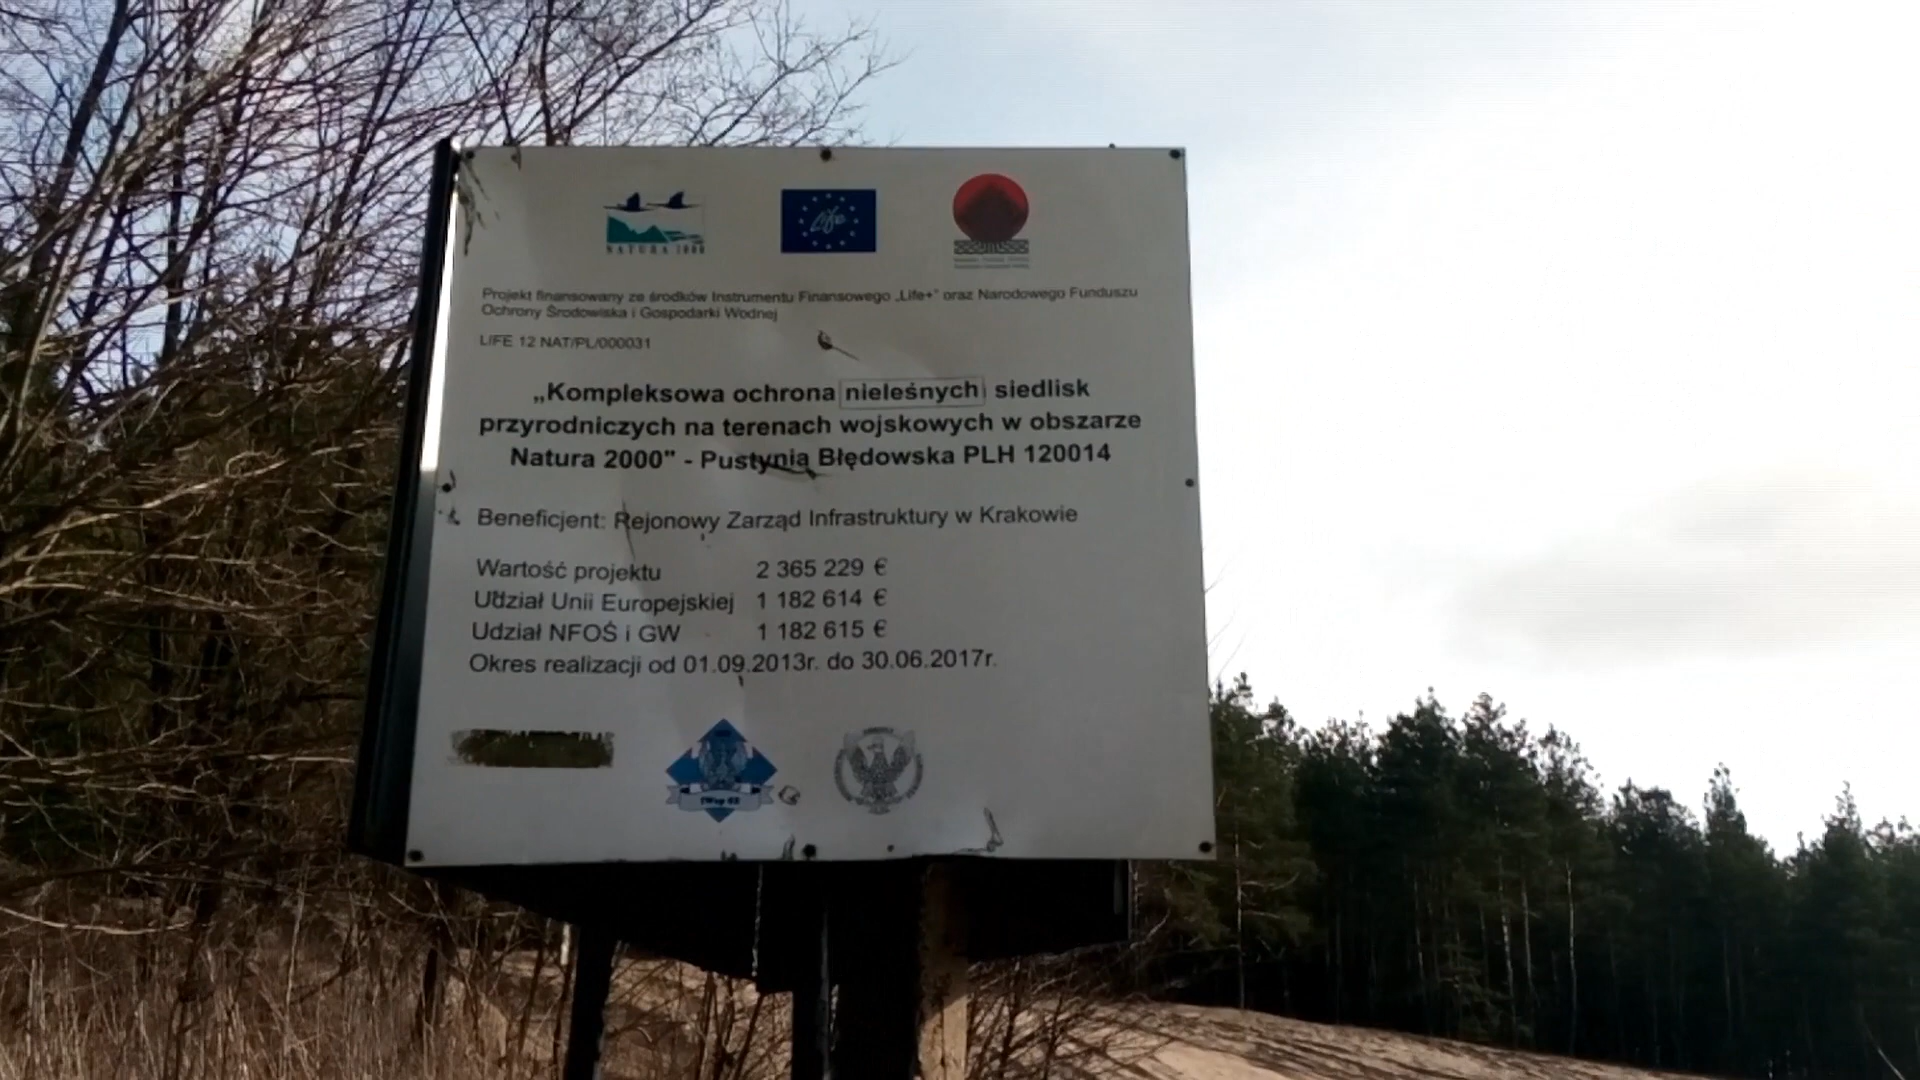 NATURA 2000
Life
Projekt finansowany ze środków Instrumentu Finansowego „Life+” oraz Narodowego Funduszu
Ochrony Środowiska i Gospodarki Wodnej
LIFE 12 NAT/PL/000031
„Kompleksowa ochrona nieleśnych siedlisk
przyrodniczych na terenach wojskowych w obszarze
Natura 2000" - Pustynia Błędowska PLH 120014
Beneficjent: Rejonowy Zarząd Infrastruktury w Krakowie
Wartość projektu 2 365 229 €
Udział Unii Europejskiej 1 182 614 €
Udział NFOŚ i GW 1 182 615 €
Okres realizacji od 01.09.2013r. do 30.06.2017r.